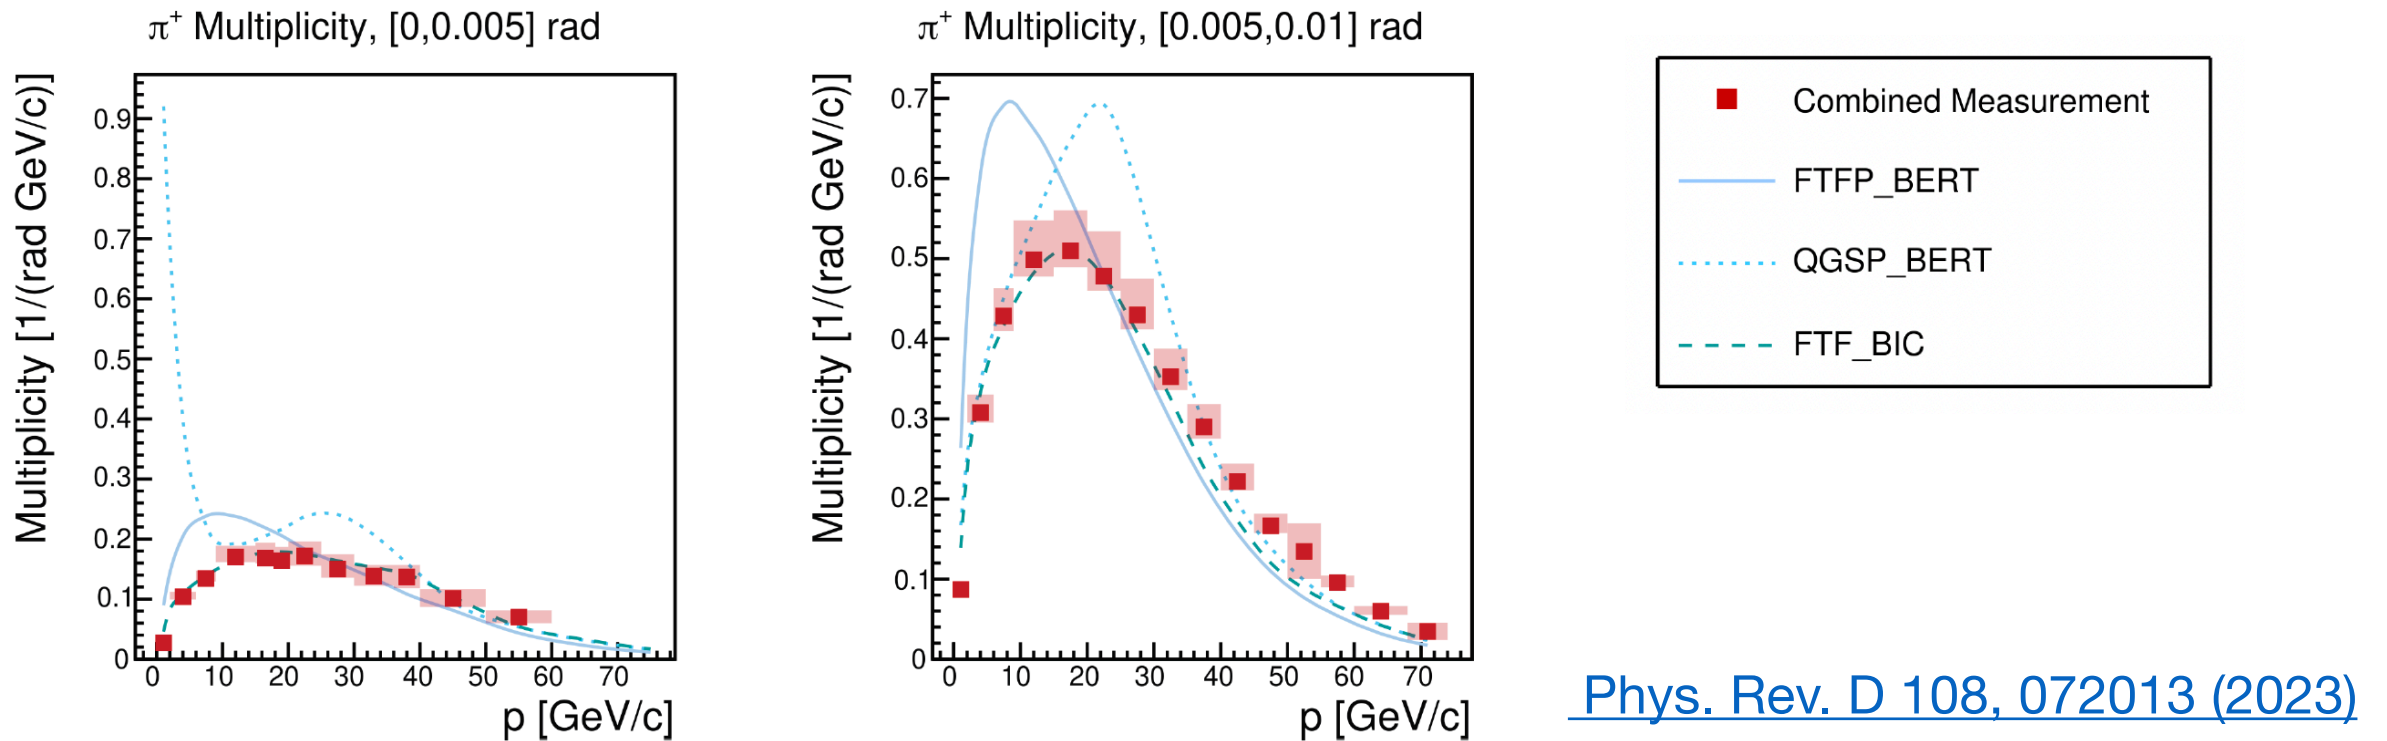 π⁺ Multiplicity, [0,0.005] rad
Multiplicity [1/(rad GeV/c)]
0.9
0.8
0.7
0.6
0.5
0.4
0.3
0.2
0.1
0
0 10 20 30 40 50 60 70
p [GeV/c]
π⁺ Multiplicity, [0.005,0.01] rad
Multiplicity [1/(rad GeV/c)]
0.7
0.6
0.5
0.4
0.3
0.2
0.1
0
0 10 20 30 40 50 60 70
p [GeV/c]
Combined Measurement
FTFP_BERT
QGSP_BERT
FTF_BIC
Phys. Rev. D 108, 072013 (2023)